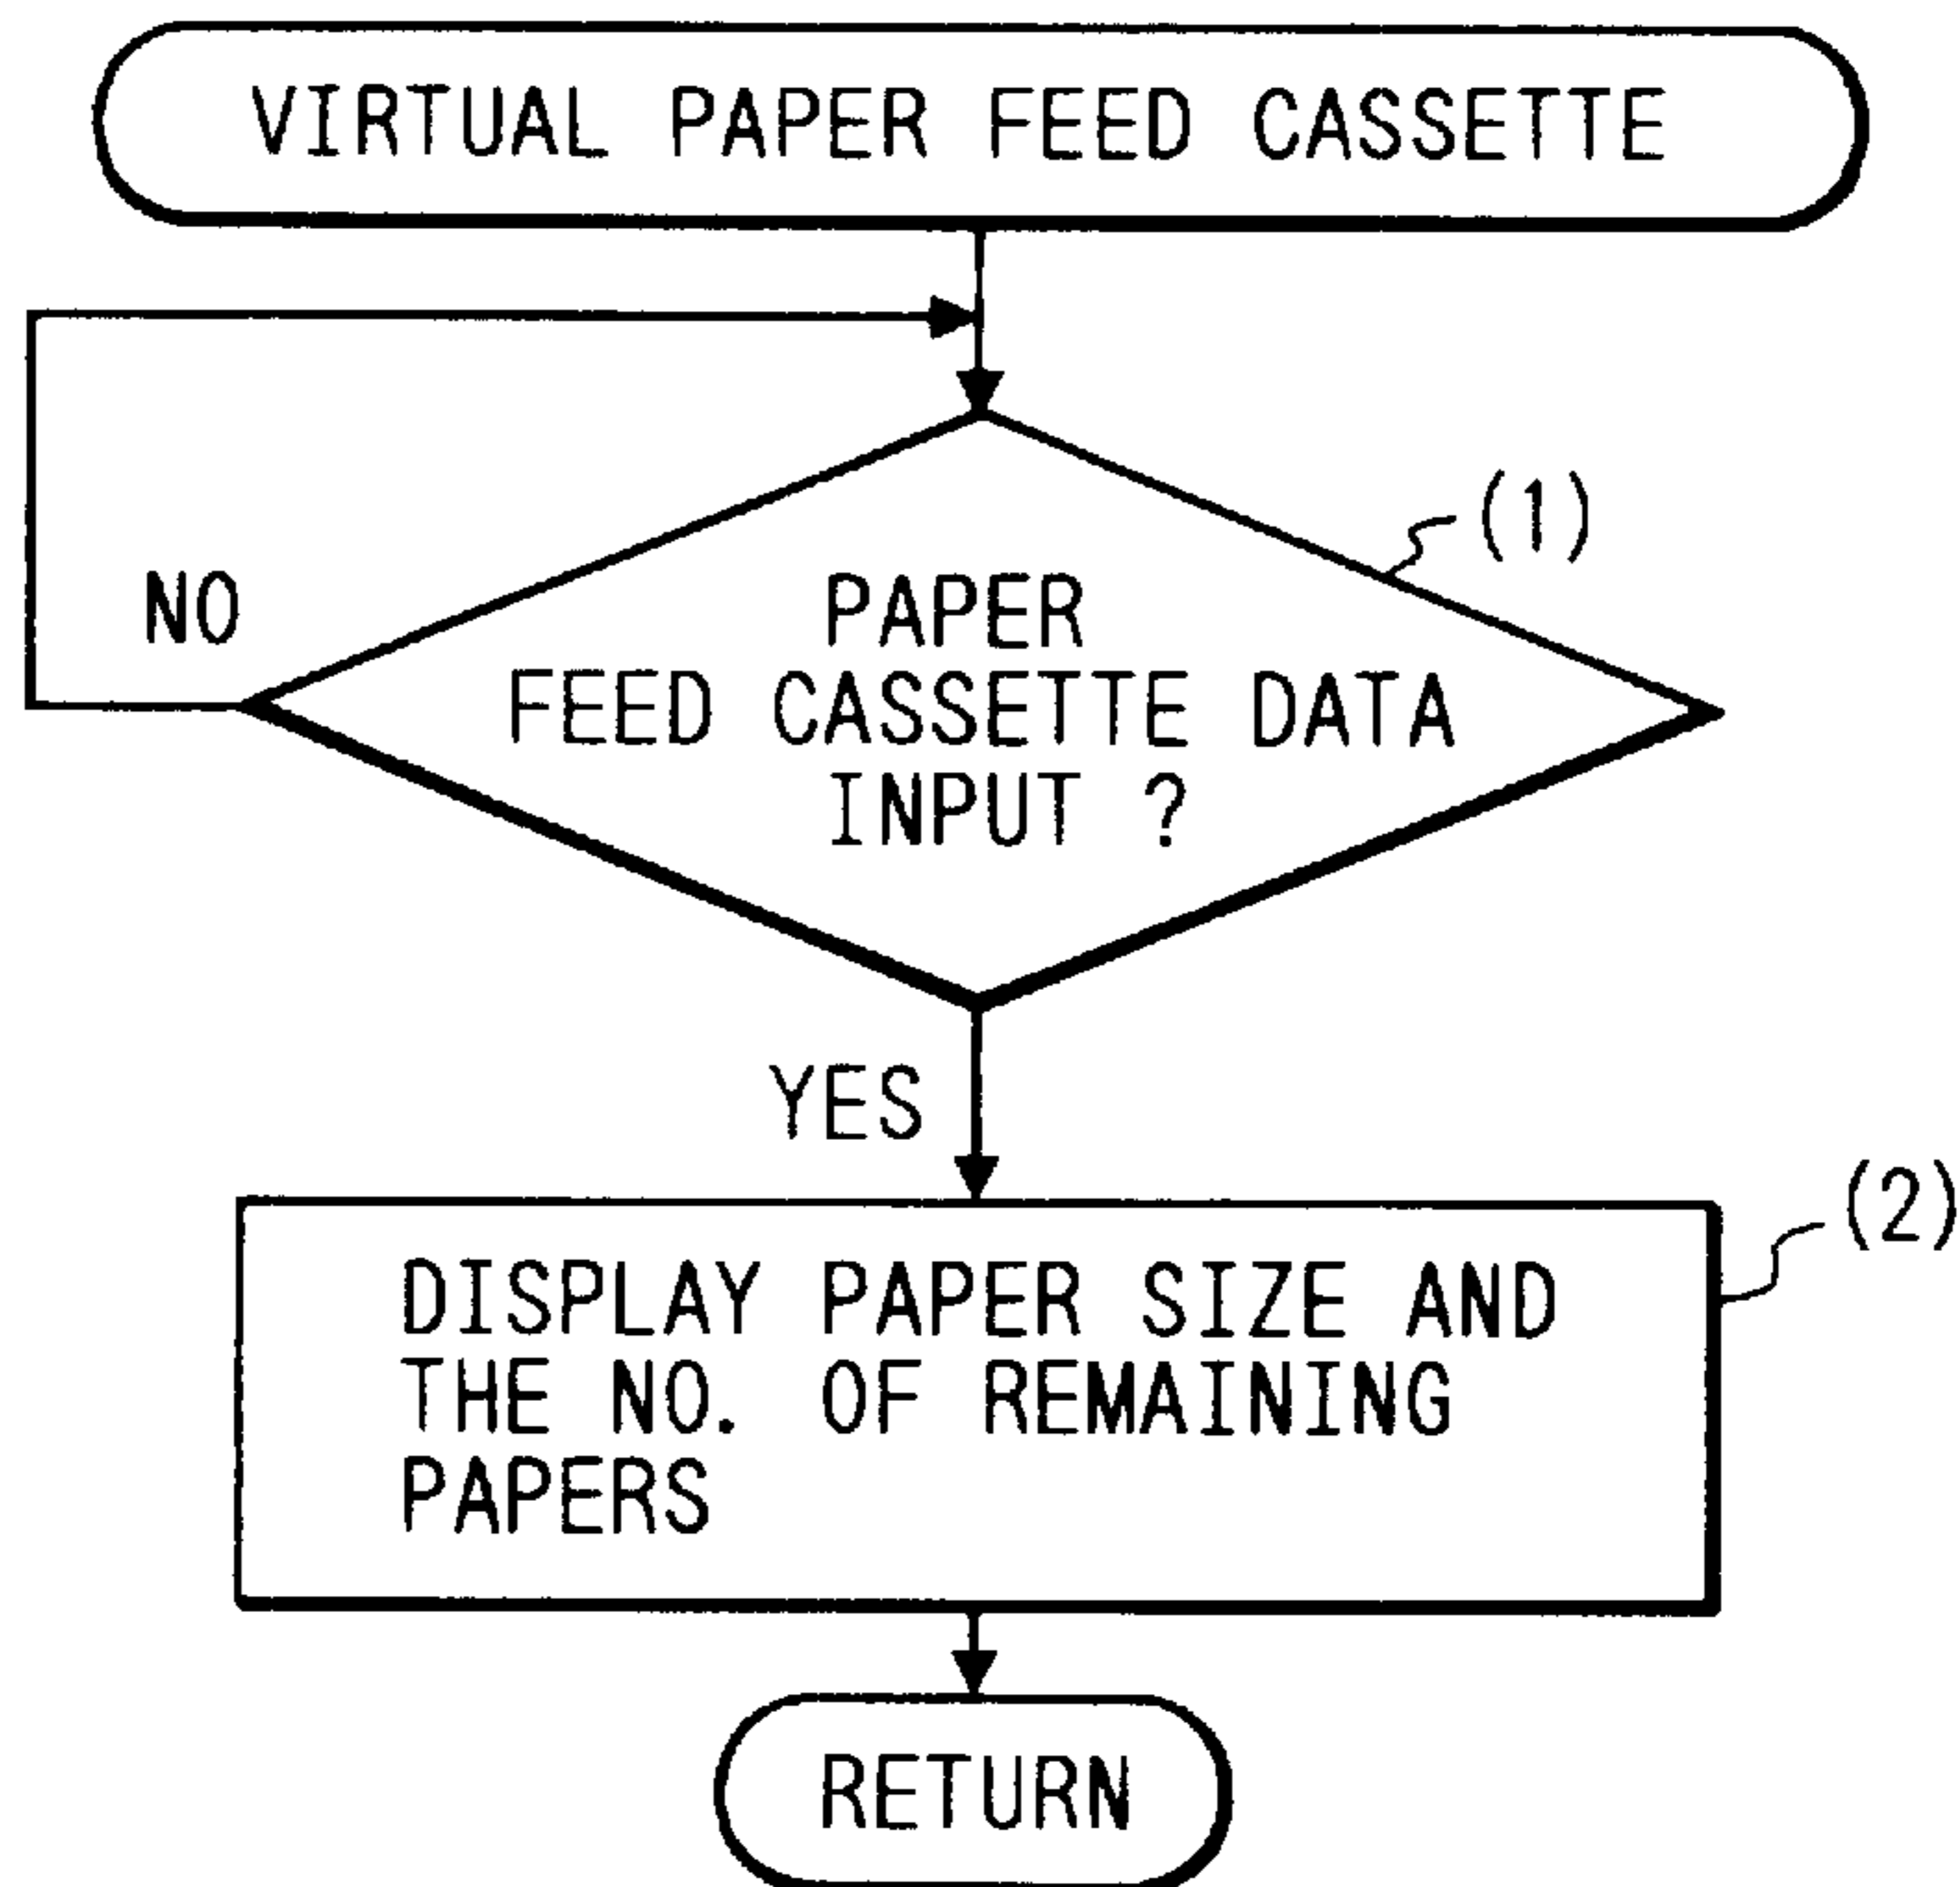 VIRTUAL PAPER FEED CASSETTE
(1)
NO
PAPER
FEED CASSETTE DATA
INPUT ?
YES
(2)
DISPLAY PAPER SIZE AND
THE NO. OF REMAINING
PAPERS
RETURN